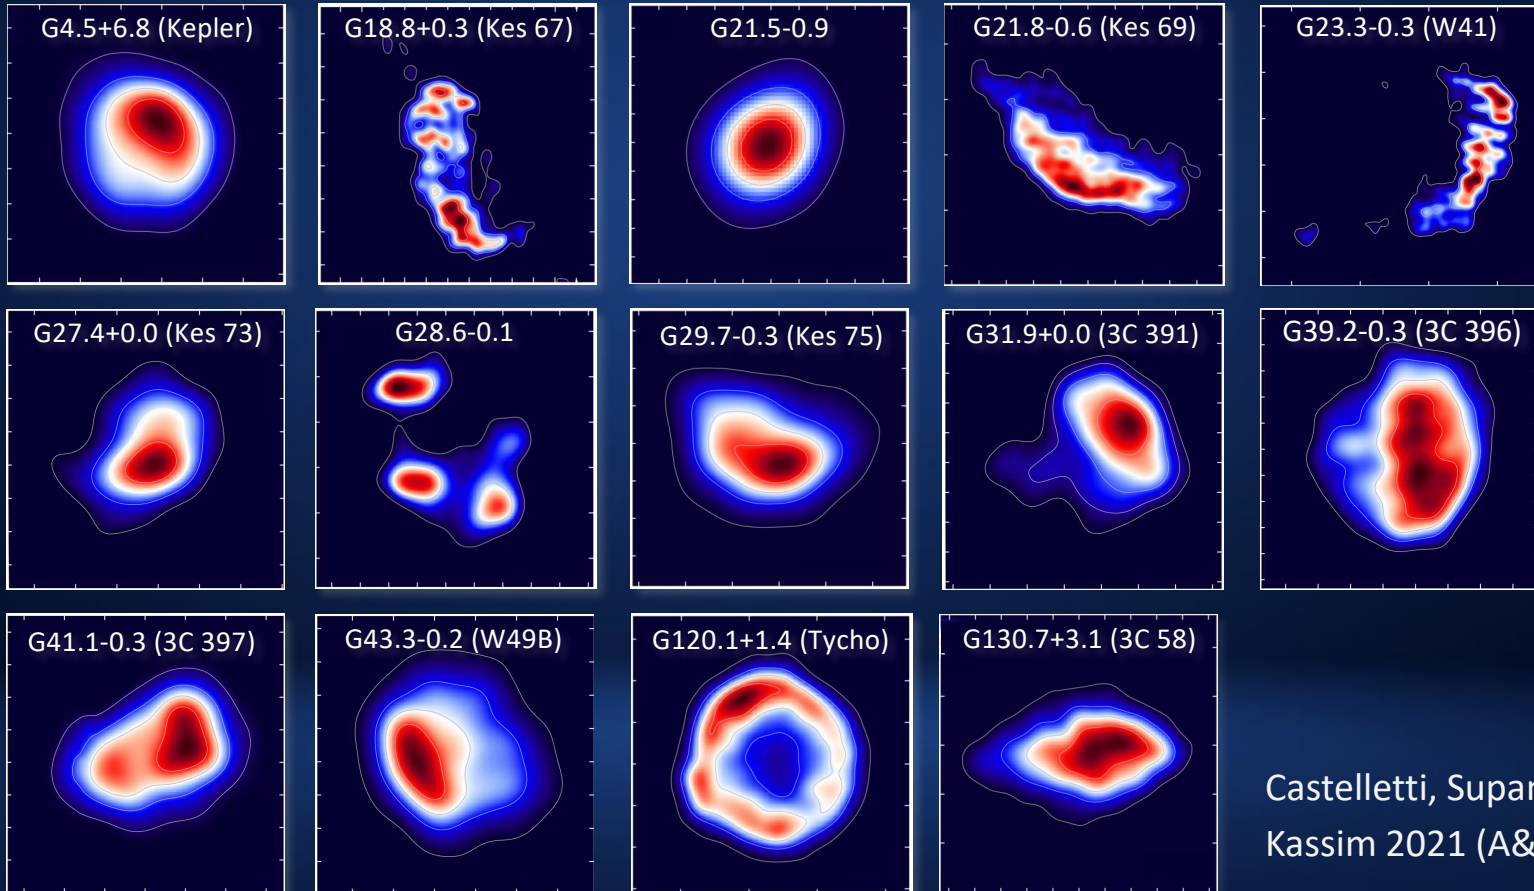 G4.5+6.8 (Kepler)
G18.8+0.3 (Kes 67)
G21.5-0.9
G21.8-0.6 (Kes 69)
G23.3-0.3 (W41)
G27.4+0.0 (Kes 73)
G28.6-0.1
G29.7-0.3 (Kes 75)
G31.9+0.0 (3C 391)
G39.2-0.3 (3C 396)
G41.1-0.3 (3C 397)
G43.3-0.2 (W49B)
G120.1+1.4 (Tycho)
G130.7+3.1 (3C 58)
Castelletti,
Kassim 2021 (A&